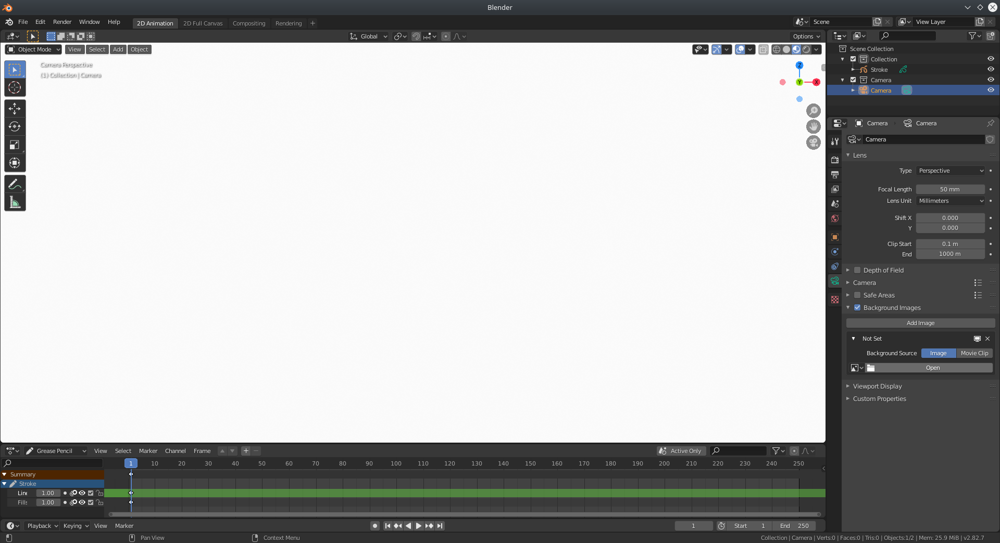 Blender
File Edit Render Window Help 2D Animation 2D Full Canvas Compositing Rendering + Scene View Layer
Global Options
Object Mode View Select Add Object
Camera Perspective
(1) Collection | Camera
Z
Y X
Scene Collection
Collection
Stroke
Camera
Camera
Camera Camera
Camera
Lens
Type Perspective
Focal Length 50 mm
Lens Unit Millimeters
Shift X 0.000
Y 0.000
Clip Start 0.1 m
End 1000 m
Depth of Field
Camera
Safe Areas
Background Images
Add Image
Not Set
Background Source Image Movie Clip
Open
Viewport Display
Custom Properties
Grease Pencil View Select Marker Channel Frame Active Only
1 10 20 30 40 50 60 70 80 90 100 110 120 130 140 150 160 170 180 190 200 210 220 230 240 250
Summary
Stroke
Line 1.00
Fills 1.00
Playback Keying View Marker 1 Start 1 End 250
Pan View Context Menu Collection | Camera | Verts:0 | Faces:0 | Tris:0 | Objects:1/2 | Mem: 25.9 MiB | v2.82.7